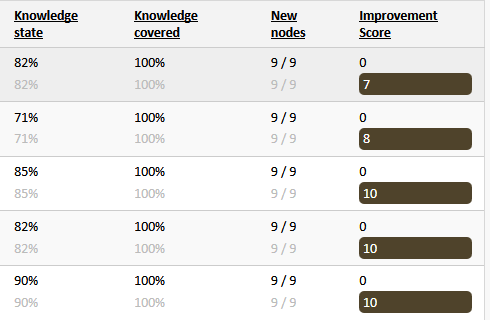 Knowledge state Knowledge covered New nodes Improvement Score
82% 100% 9 / 9 0
82% 100% 9 / 9 7
71% 100% 9 / 9 0
71% 100% 9 / 9 8
85% 100% 9 / 9 0
85% 100% 9 / 9 10
82% 100% 9 / 9 0
82% 100% 9 / 9 10
90% 100% 9 / 9 0
90% 100% 9 / 9 10